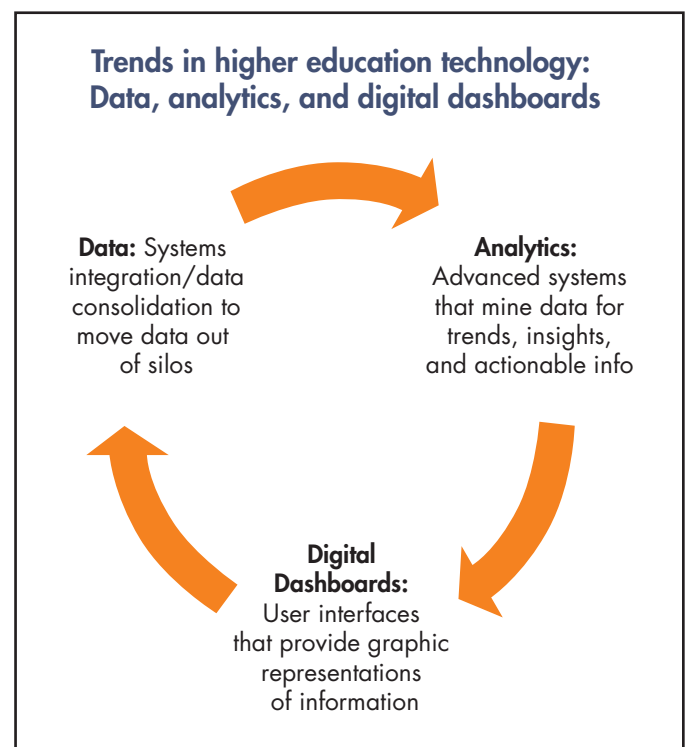 Trends in higher education technology:
Data, analytics, and digital dashboards
Data: Systems
integration/data
consolidation to
move data out
of silos
Analytics:
Advanced systems
that mine data for
trends, insights,
and actionable info
Digital
Dashboards:
User interfaces
that provide graphic
representations
of information